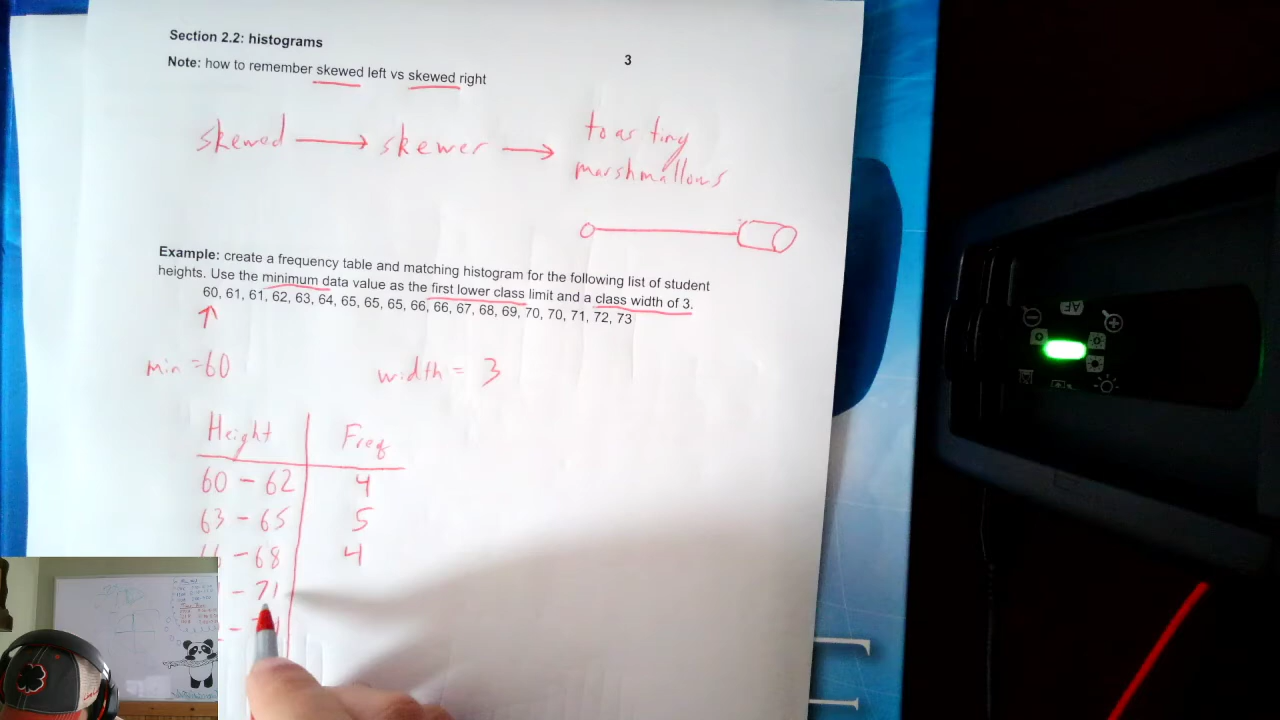 Section 2.2: histograms
3
Note: how to remember skewed left vs skewed right
skewed → skewer → toasting
marshmallows
Example: create a frequency table and matching histogram for the following list of student
heights. Use the minimum data value as the first lower class limit and a class width of 3.
60, 61, 61, 62, 63, 64, 65, 65, 65, 66, 66, 67, 68, 69, 70, 70, 71, 72, 73
min = 60 width = 3
Height Freq
60 - 62 4
63 - 65 5
- 68 4
- 71
AF